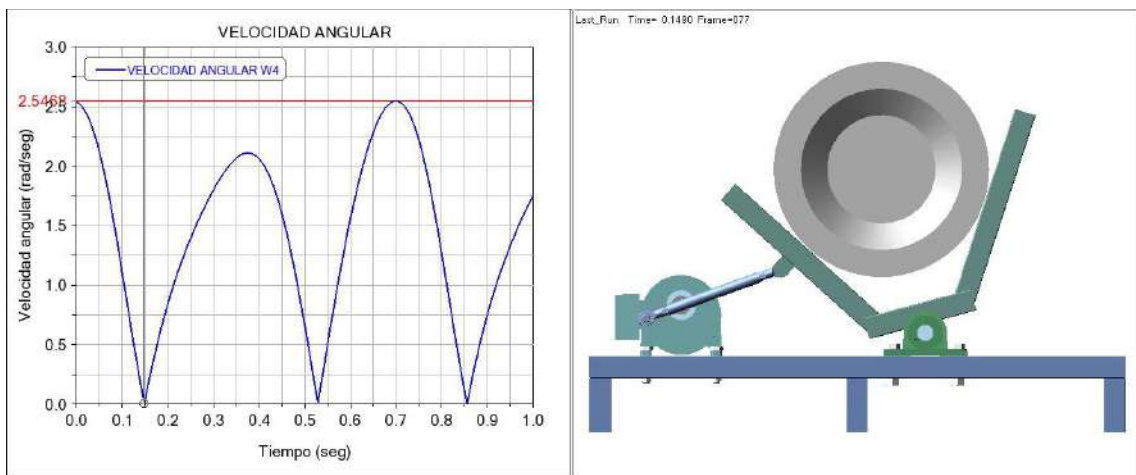 VELOCIDAD ANGULAR
3.0
VELOCIDAD ANGULAR W4
2.5468
2.5
2.0
1.5
1.0
0.5
0.0
Velocidad angular (rad/seg)
0.0 0.1 0.2 0.3 0.4 0.5 0.6 0.7 0.8 0.9 1.0
Tiempo (seg)
Last_Run Time= 0.1490 Frame=077